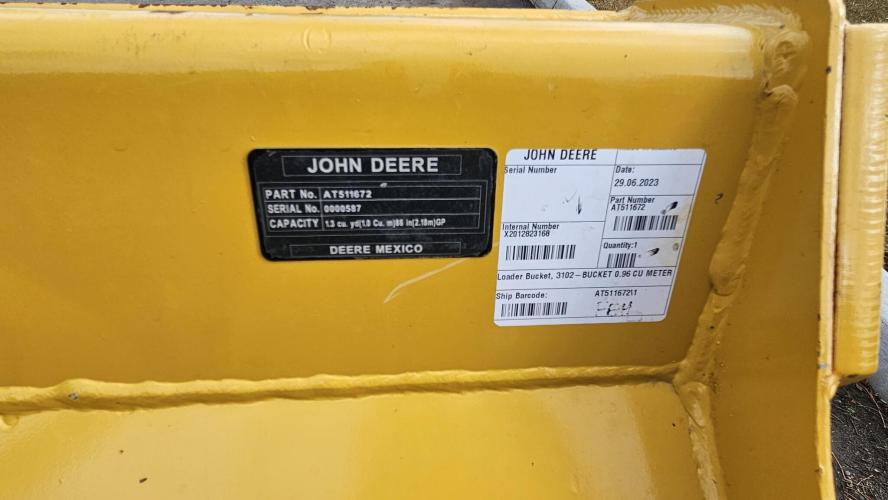 JOHN DEERE
PART No. AT511672
SERIAL No. 0000587
CAPACITY 1.3 cu. yd(1.0 Cu. m)86 in(2.18m)GP
DEERE MEXICO
JOHN DEERE
Serial Number
Date:
29.06.2023
Part Number
AT511672
Internal Number
X2012823168
Quantity:1
Loader Bucket, 3102-BUCKET 0.96 CU METER
Ship Barcode: AT511672\1